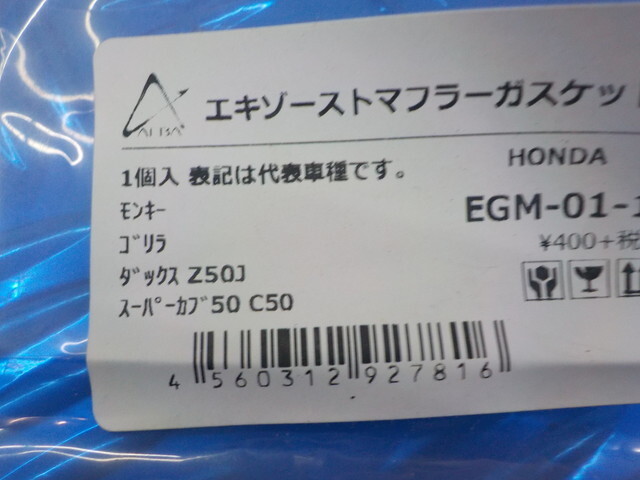 エキゾーストマフラーガスケッ
ALBA
HONDA
1個入 表記は代表車種です。
EGM-01-
ﾓﾝｷｰ
¥400+税
ｺﾞﾘﾗ
ﾀﾞｯｸｽ Z50J
ｽｰﾊﾟｰｶﾌﾞ50 C50
4 560312 927816